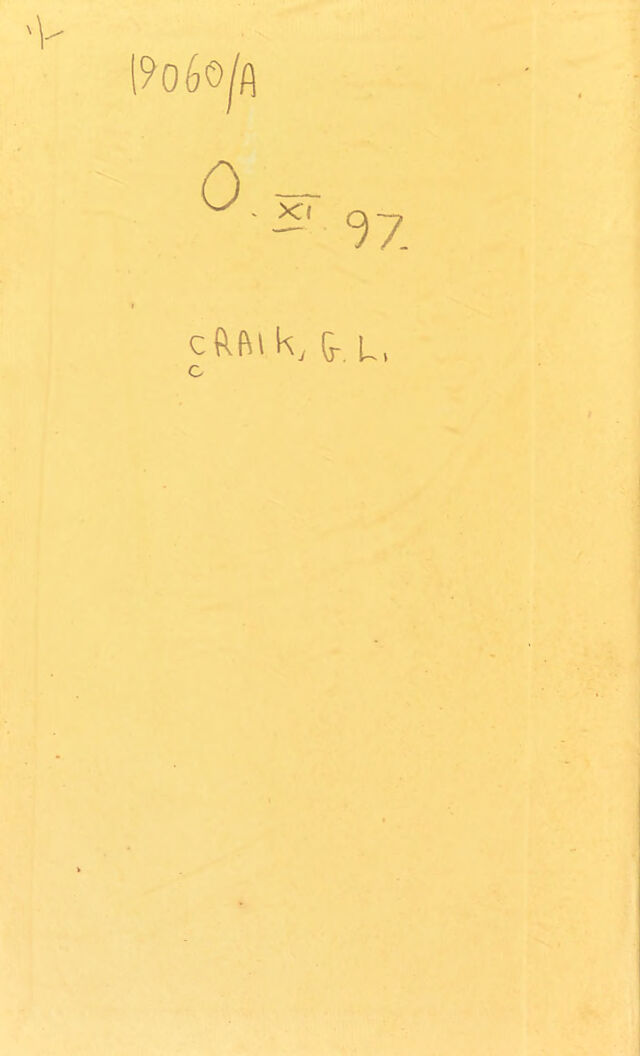 19060/A
O. XI. 97.
CRAIK, G. L.
C